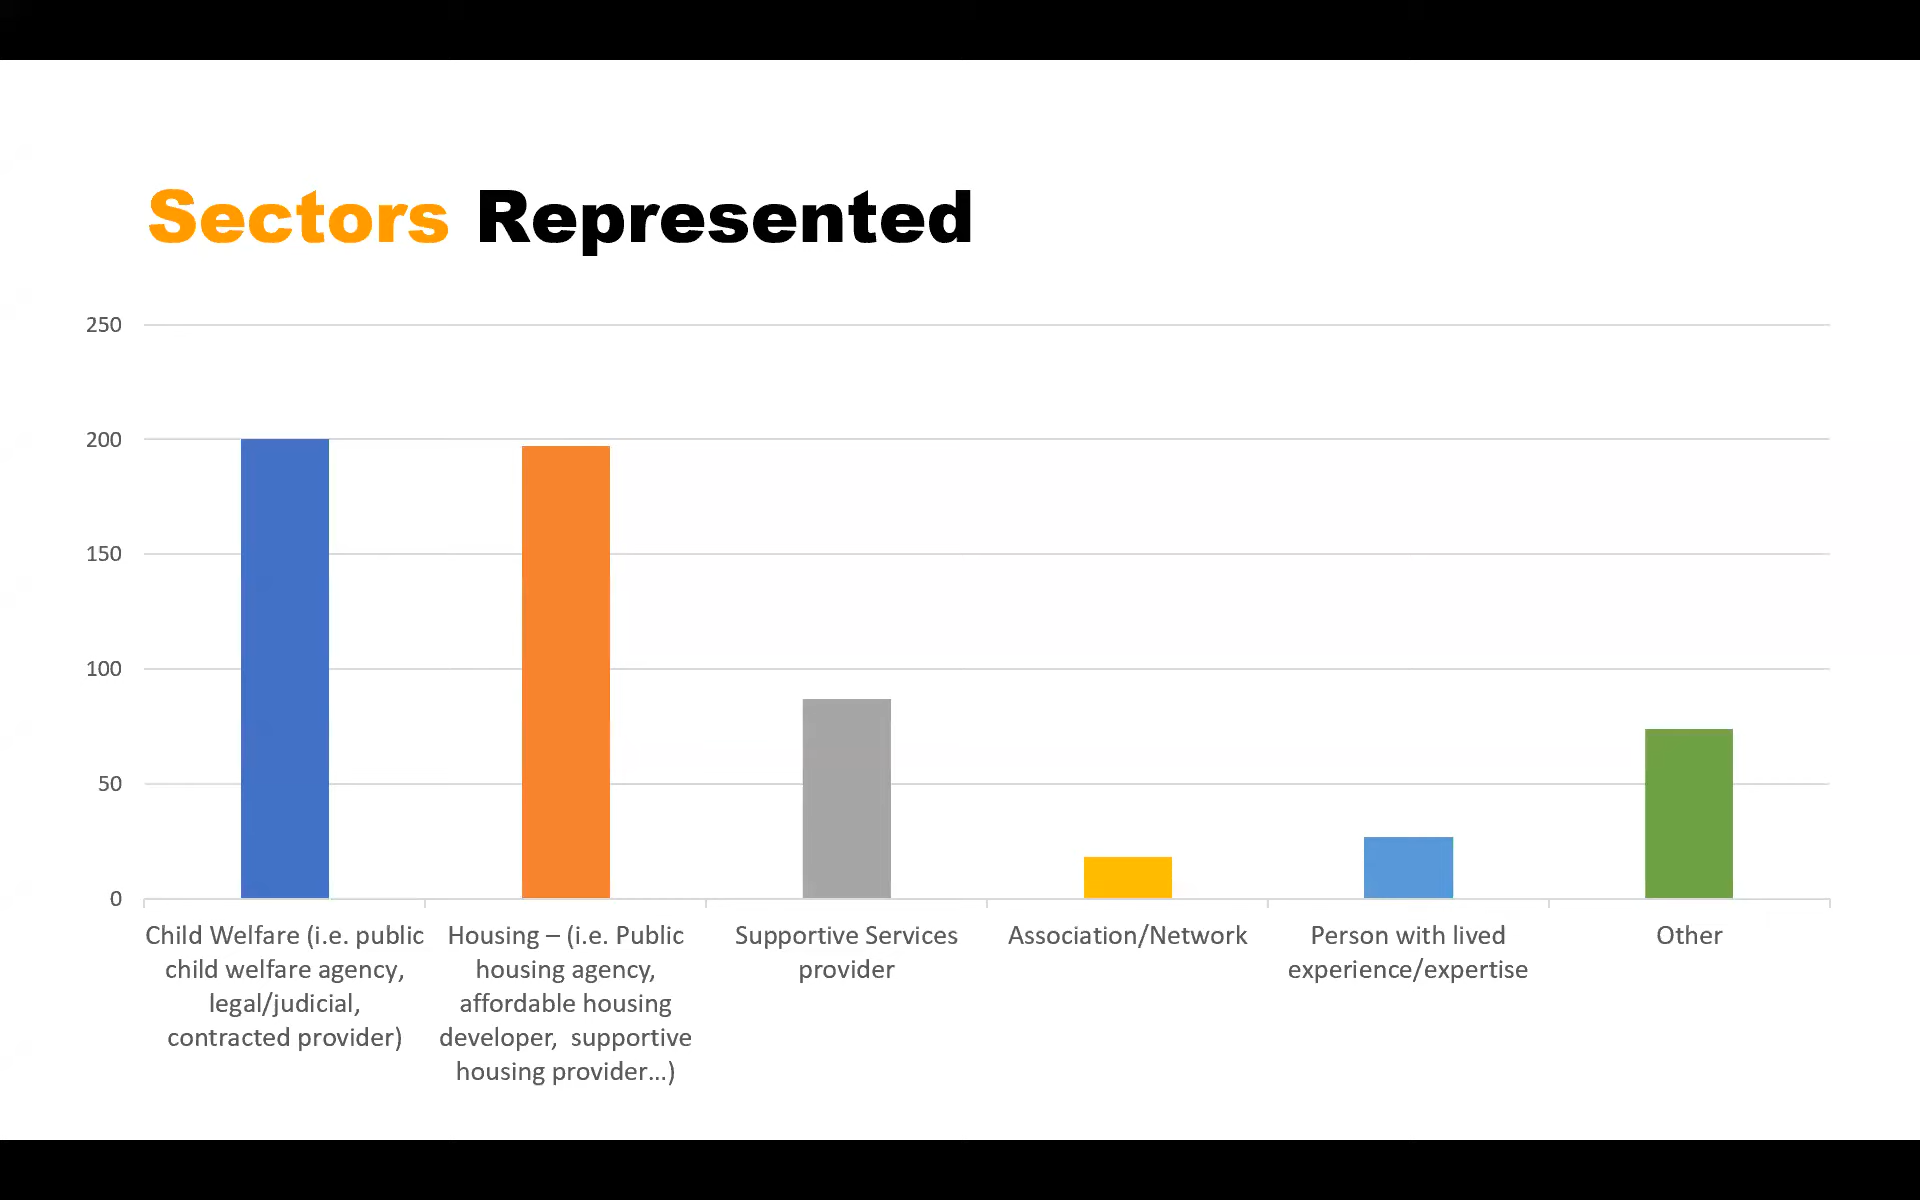 Sectors Represented
250
200
150
100
50
0
Child Welfare (i.e. public
child welfare agency,
legal/judicial,
contracted provider)
Housing – (i.e. Public
housing agency,
affordable housing
developer,  supportive
housing provider…)
Supportive Services
provider
Association/Network
Person with lived
experience/expertise
Other